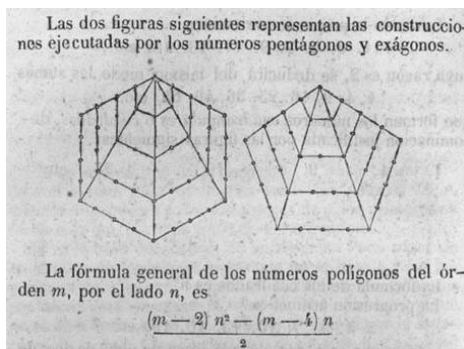 Las dos figuras siguientes representan las construccio-
nes ejecutadas por los números pentágonos y exágonos.
La fórmula general de los números polígonos del ór-
den m, por el lado n, es
(m — 2) n² — (m — 4) n
2